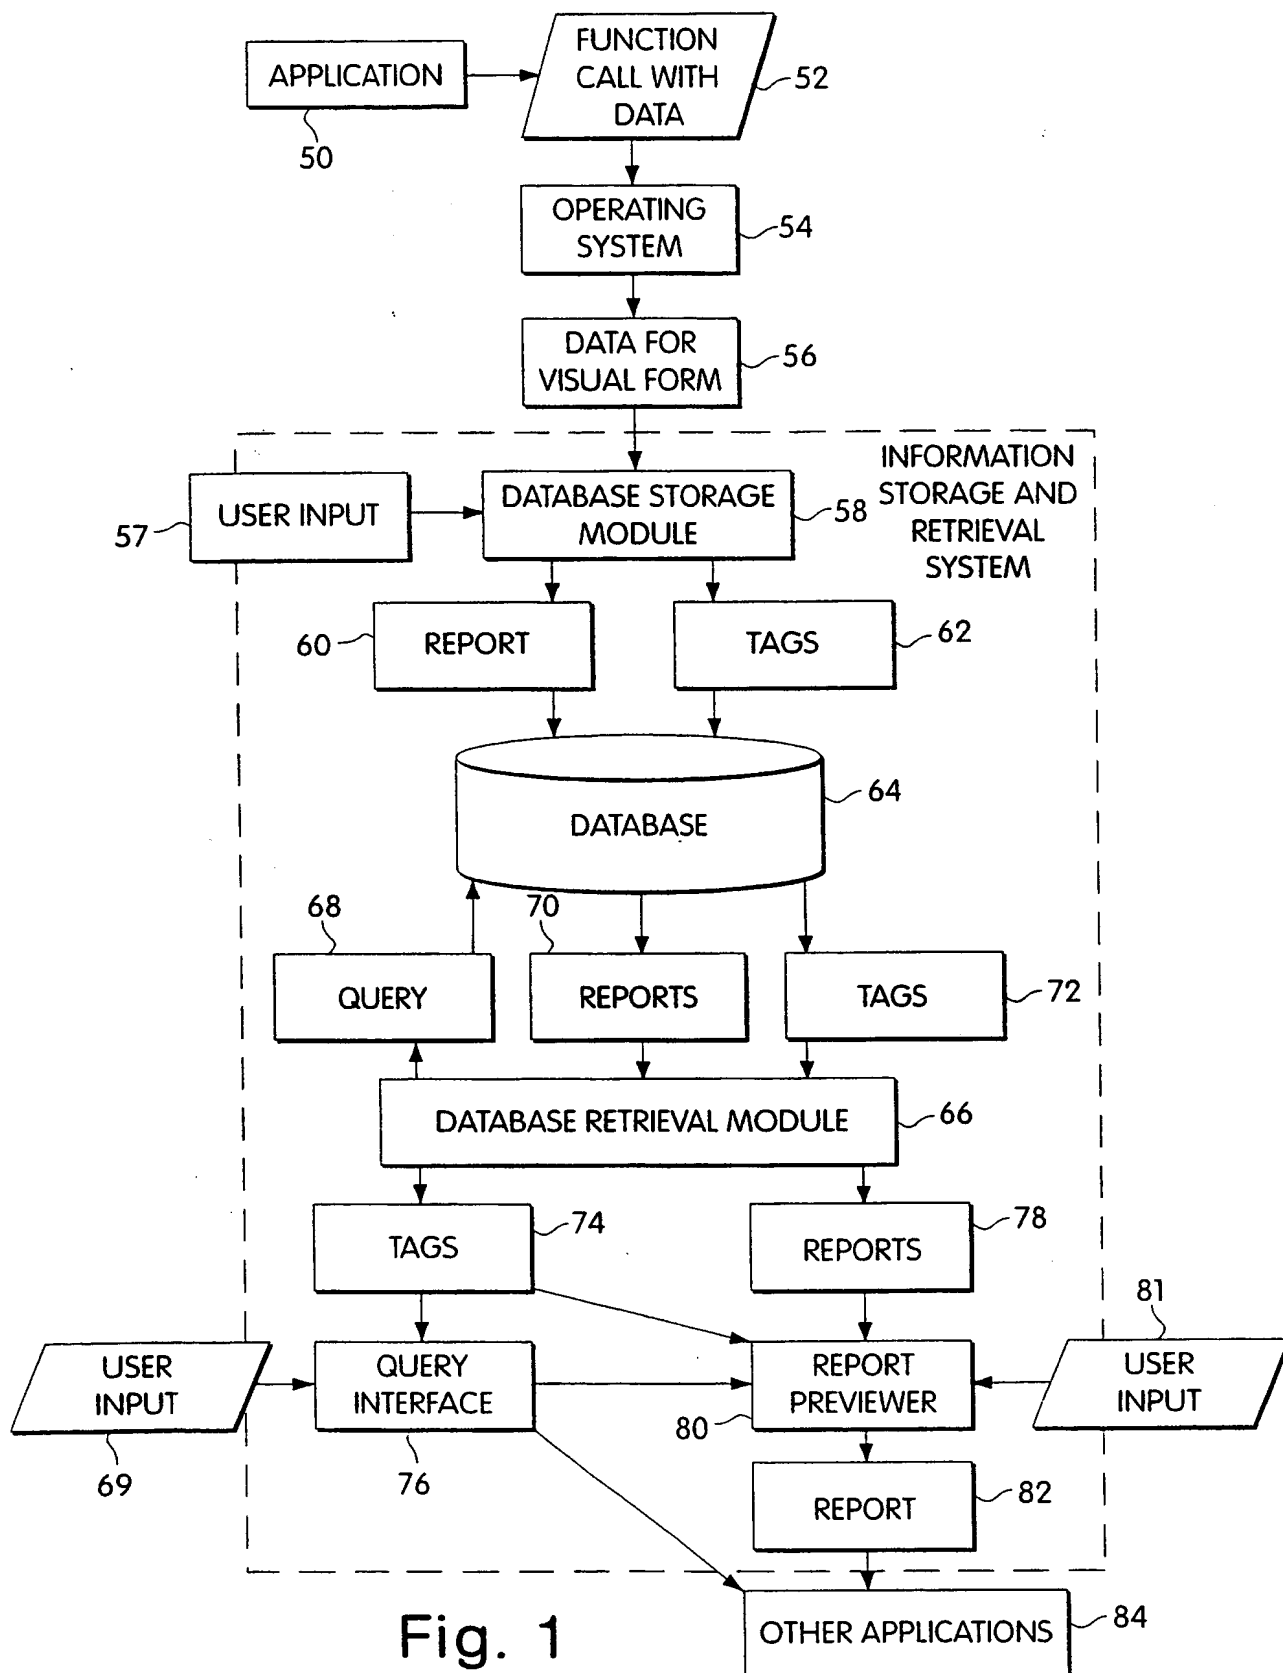 APPLICATION
50
FUNCTION
CALL WITH
DATA
52
OPERATING
SYSTEM
54
DATA FOR
VISUAL FORM
56
INFORMATION
STORAGE AND
RETRIEVAL
SYSTEM
USER INPUT
57
DATABASE STORAGE
MODULE
58
REPORT
60
TAGS
62
DATABASE
64
68
QUERY
70
REPORTS
TAGS
72
DATABASE RETRIEVAL MODULE
66
TAGS
74
REPORTS
78
USER
INPUT
69
QUERY
INTERFACE
76
REPORT
PREVIEWER
80
81
USER
INPUT
REPORT
82
OTHER APPLICATIONS
84
Fig. 1